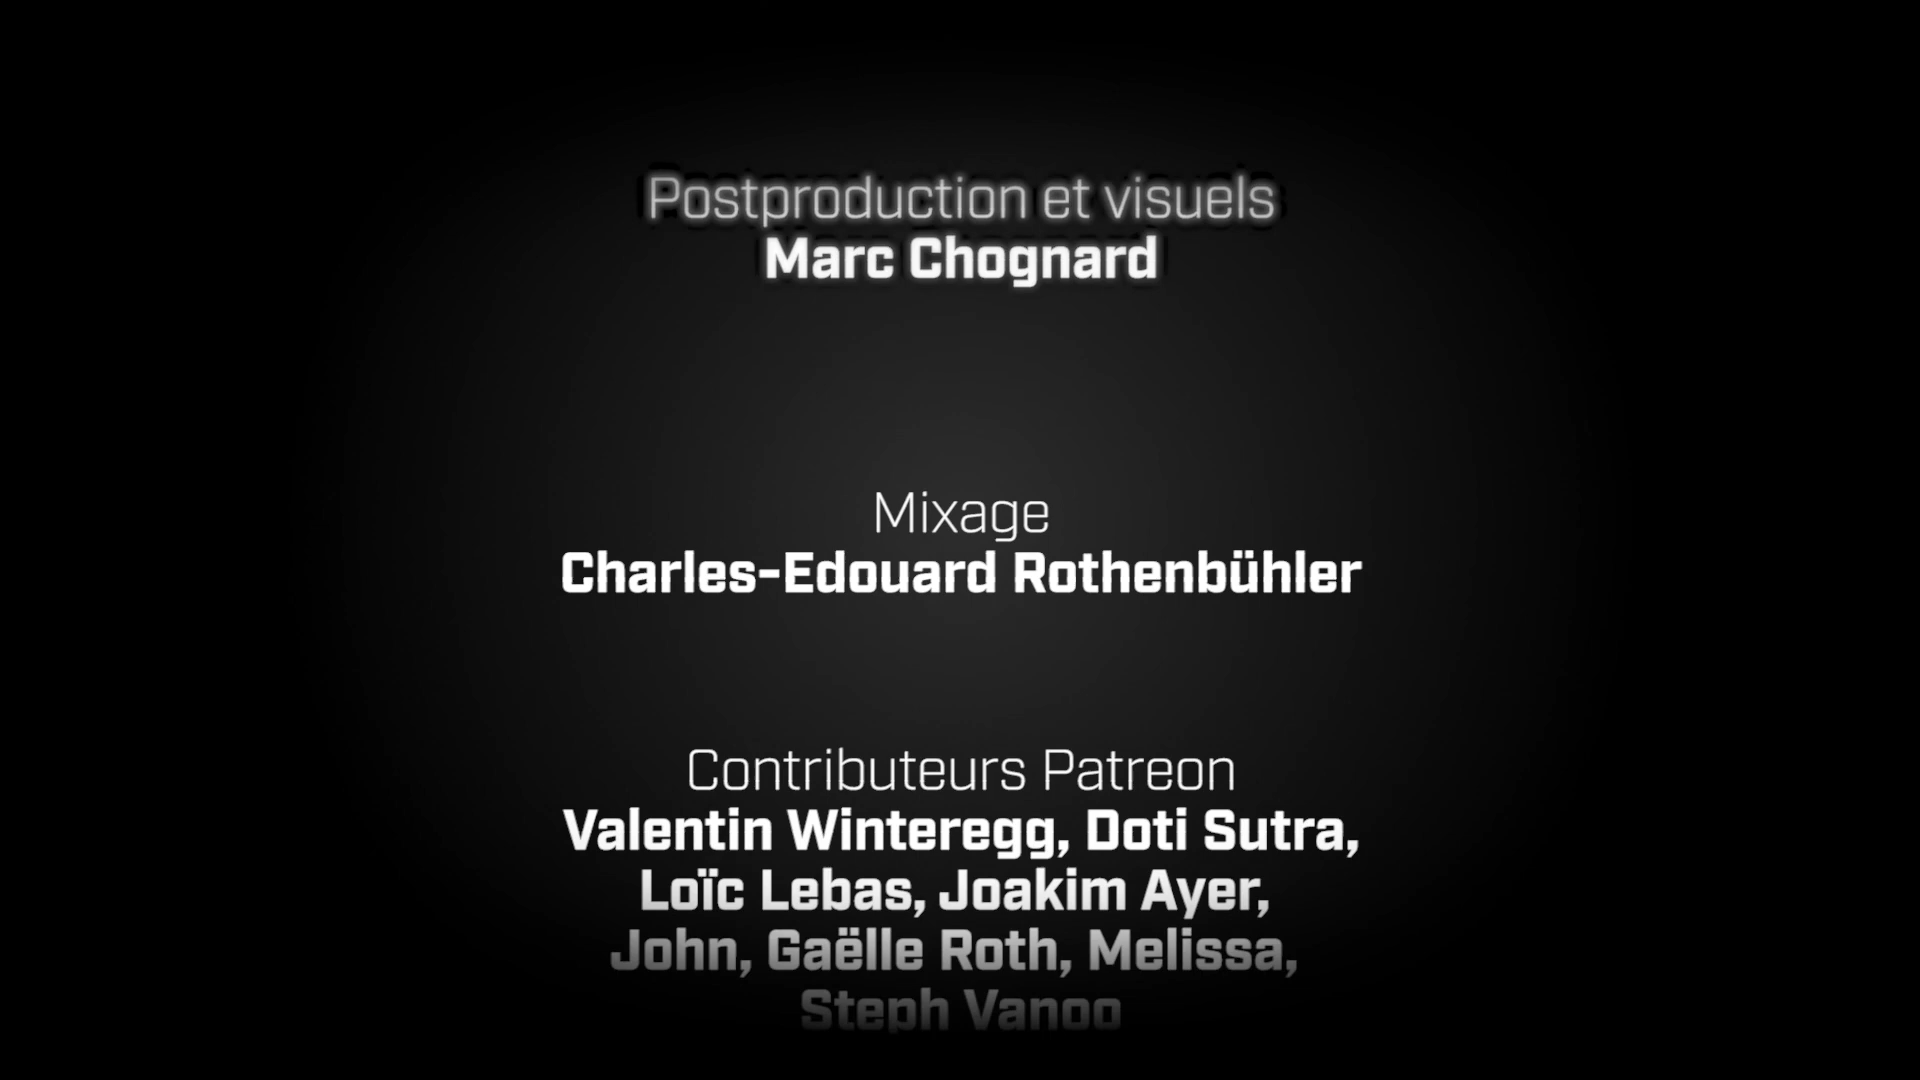 Postproduction et visuels
Marc Chognard
Mixage
Charles-Edouard Rothenbühler
Contributeurs Patreon
Valentin Winteregg, Doti Sutra,
Loïc Lebas, Joakim Ayer,
John, Gaëlle Roth, Melissa,
Steph Vanoo